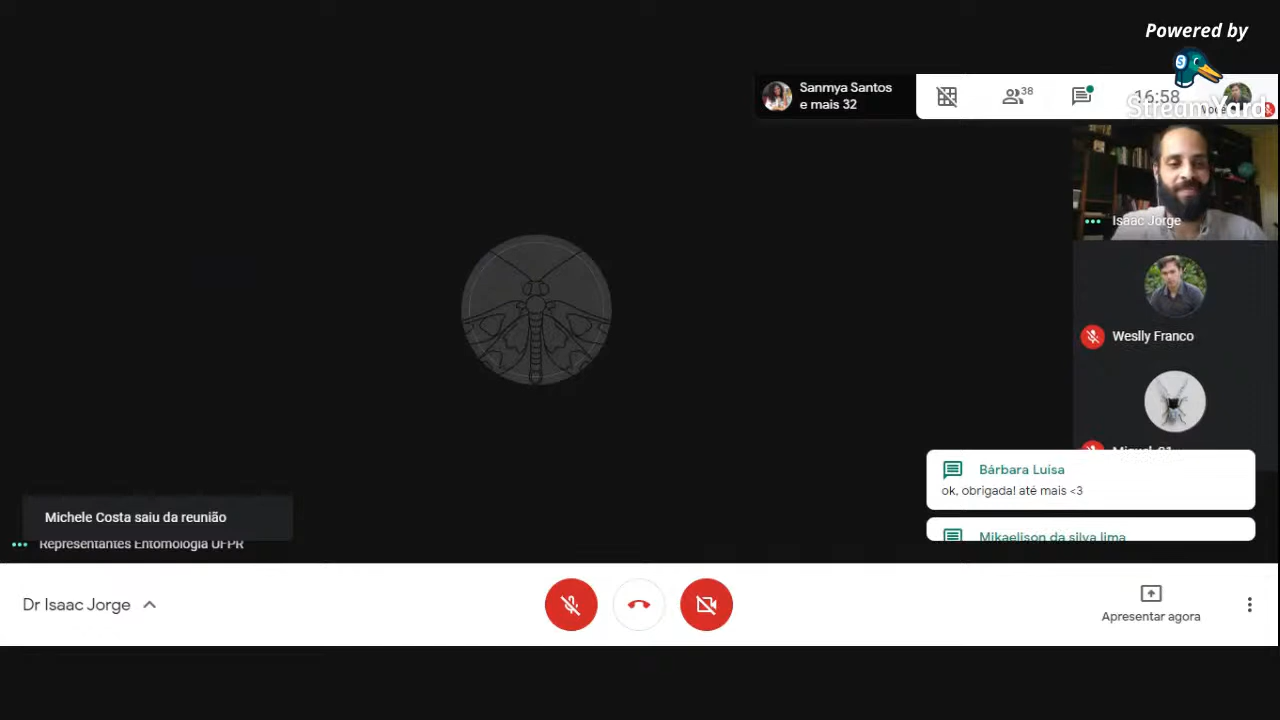 Powered by
StreamYard
Sanmya Santos
e mais 32
38
16:58
Isaac Jorge
Weslly Franco
Bárbara Luísa
ok, obrigada! até mais <3
Mikaelison da silva lima
Michele Costa saiu da reunião
Representantes Entomologia UFPR
Dr Isaac Jorge
Apresentar agora